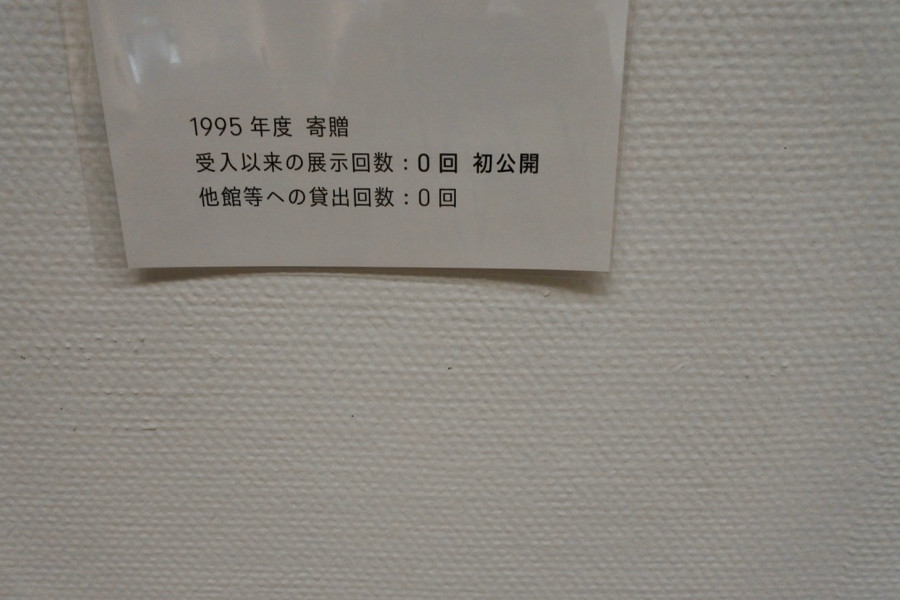 1995 年度 寄贈
受入以来の展示回数：0 回 初公開
他館等への貸出回数：0 回